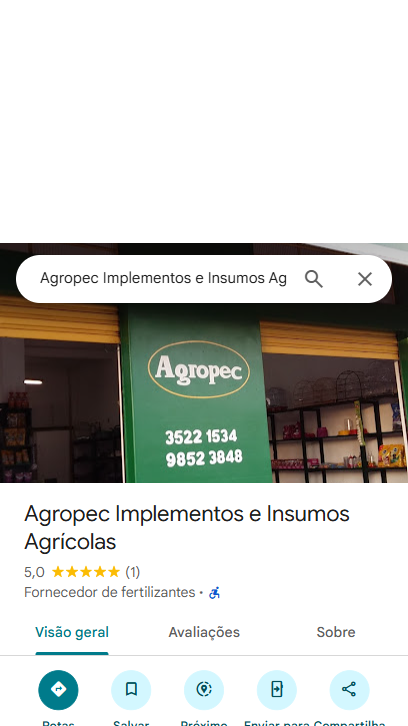 Agropec Implementos e Insumos Ag
Agropec
3522 1534
9852 3848
Agropec Implementos e Insumos
Agrícolas
5,0 (1)
Fornecedor de fertilizantes •
Visão geral Avaliações Sobre
Rotas Salvar Próximo Enviar para Compartilha